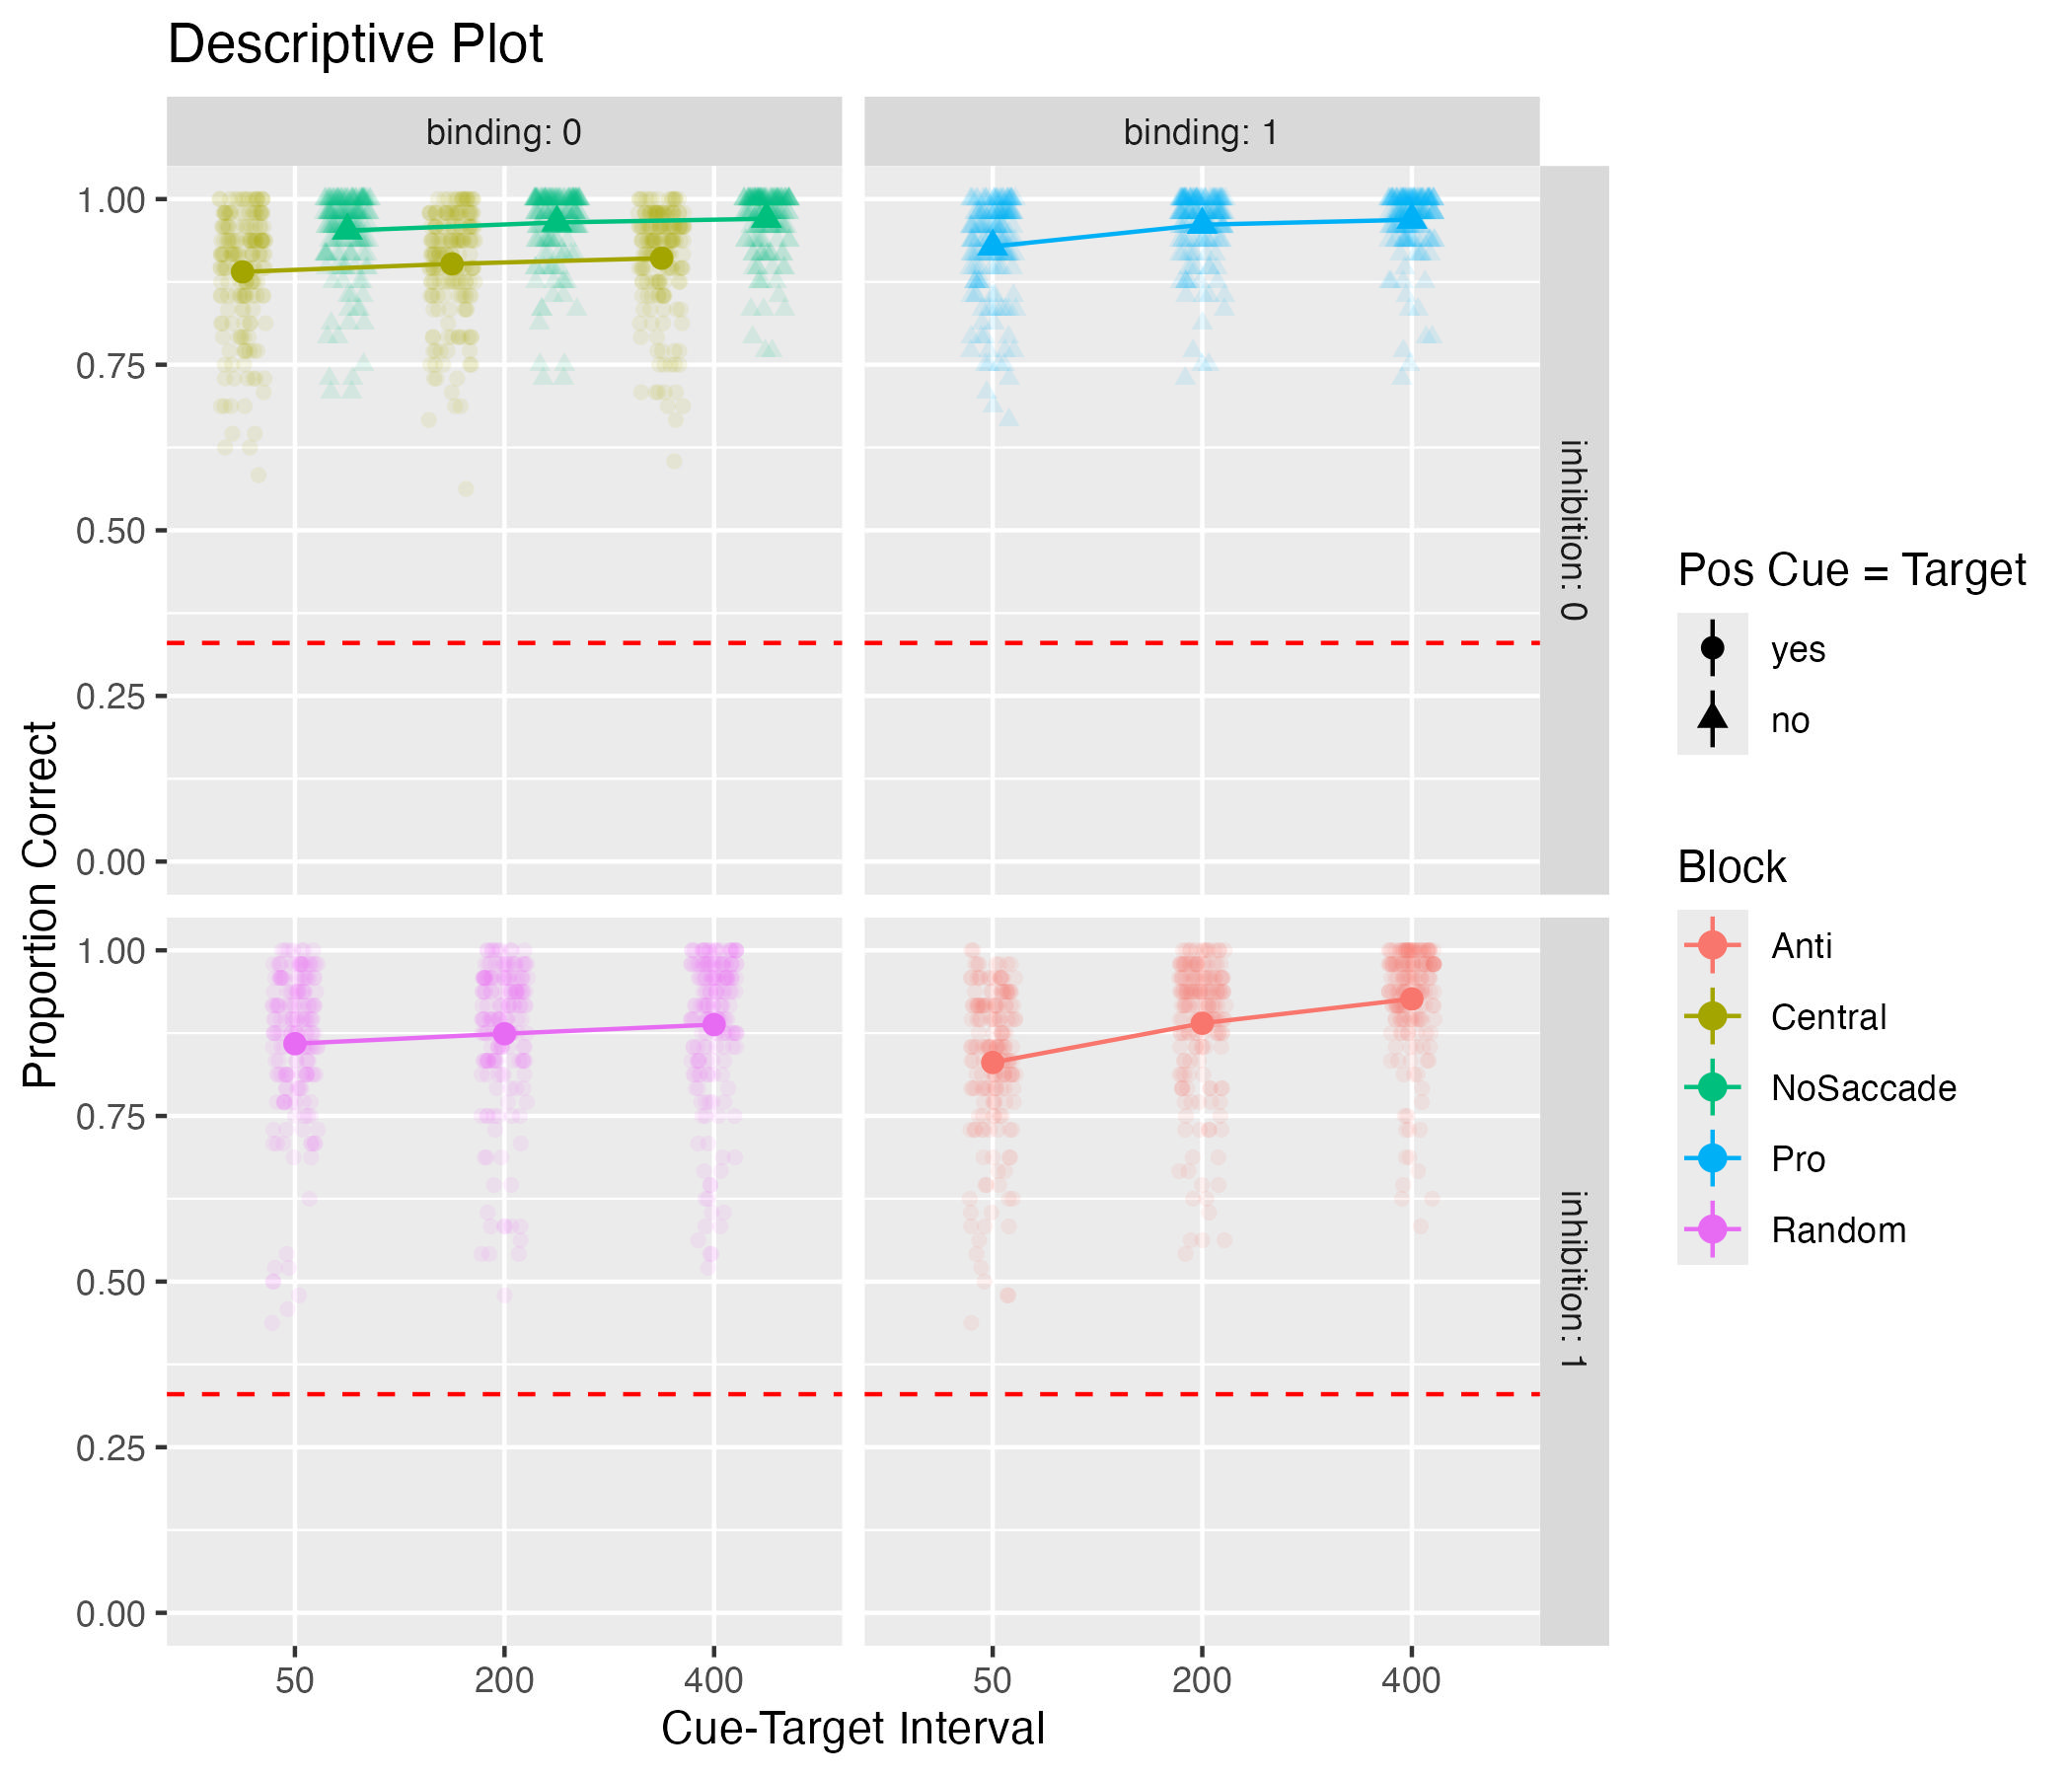 Descriptive Plot
binding: 0
binding: 1
1.00
0.75
0.50
0.25
0.00
inhibition: 0
1.00
0.75
0.50
0.25
0.00
inhibition: 1
Proportion Correct
50 200 400
50 200 400
Cue-Target Interval
Pos Cue = Target
yes
no
Block
Anti
Central
NoSaccade
Pro
Random